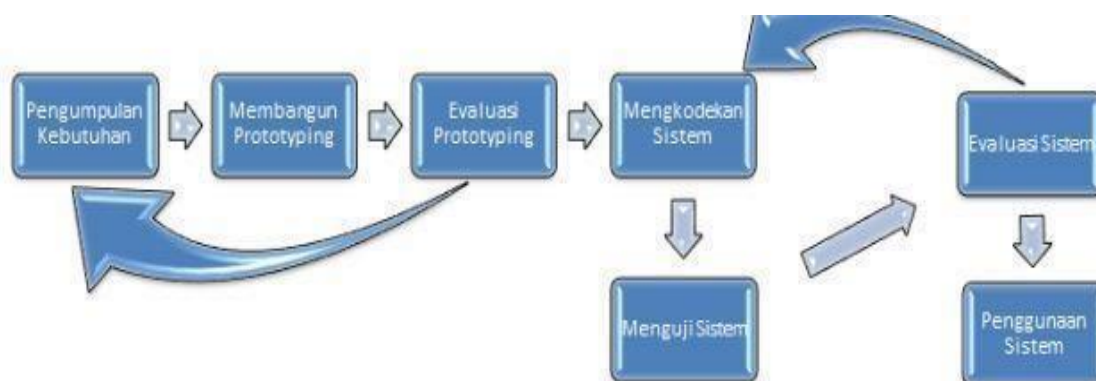 Pengumpulan
Kebutuhan
Membangun
Prototyping
Evaluasi
Prototyping
Mengkodekan
Sistem
Evaluasi Sistem
Menguji Sistem
Penggunaan
Sistem